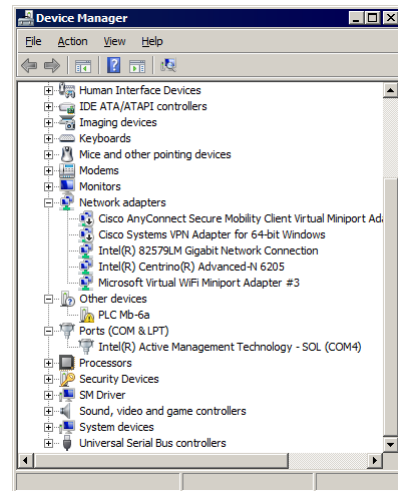 Device Manager
File Action View Help
Human Interface Devices
IDE ATA/ATAPI controllers
Imaging devices
Keyboards
Mice and other pointing devices
Modems
Monitors
Network adapters
Cisco AnyConnect Secure Mobility Client Virtual Miniport Ada
Cisco Systems VPN Adapter for 64-bit Windows
Intel(R) 82579LM Gigabit Network Connection
Intel(R) Centrino(R) Advanced-N 6205
Microsoft Virtual WiFi Miniport Adapter #3
Other devices
PLC Mb-6a
Ports (COM & LPT)
Intel(R) Active Management Technology - SOL (COM4)
Processors
Security Devices
SM Driver
Sound, video and game controllers
System devices
Universal Serial Bus controllers